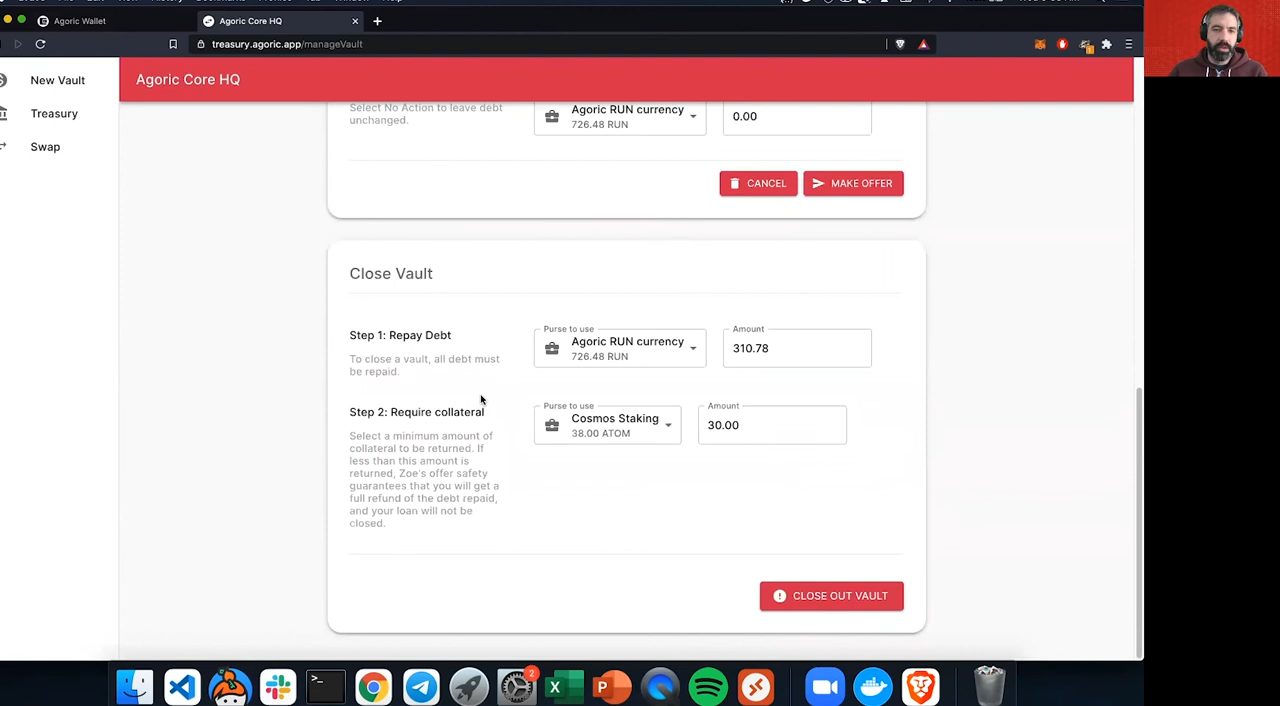 Agoric Wallet
Agoric Core HQ
treasury.agoric.app/manageVault
New Vault
Treasury
Swap
Agoric Core HQ
Select No Action to leave debt
unchanged.
Agoric RUN currency
726.48 RUN
0.00
CANCEL
MAKE OFFER
Close Vault
Step 1: Repay Debt
To close a vault, all debt must
be repaid.
Purse to use
Agoric RUN currency
726.48 RUN
Amount
310.78
Step 2: Require collateral
Select a minimum amount of
collateral to be returned. If
less than this amount is
returned, Zoe's offer safety
guarantees that you will get a
full refund of the debt repaid,
and your loan will not be
closed.
Purse to use
Cosmos Staking
38.00 ATOM
Amount
30.00
CLOSE OUT VAULT
2